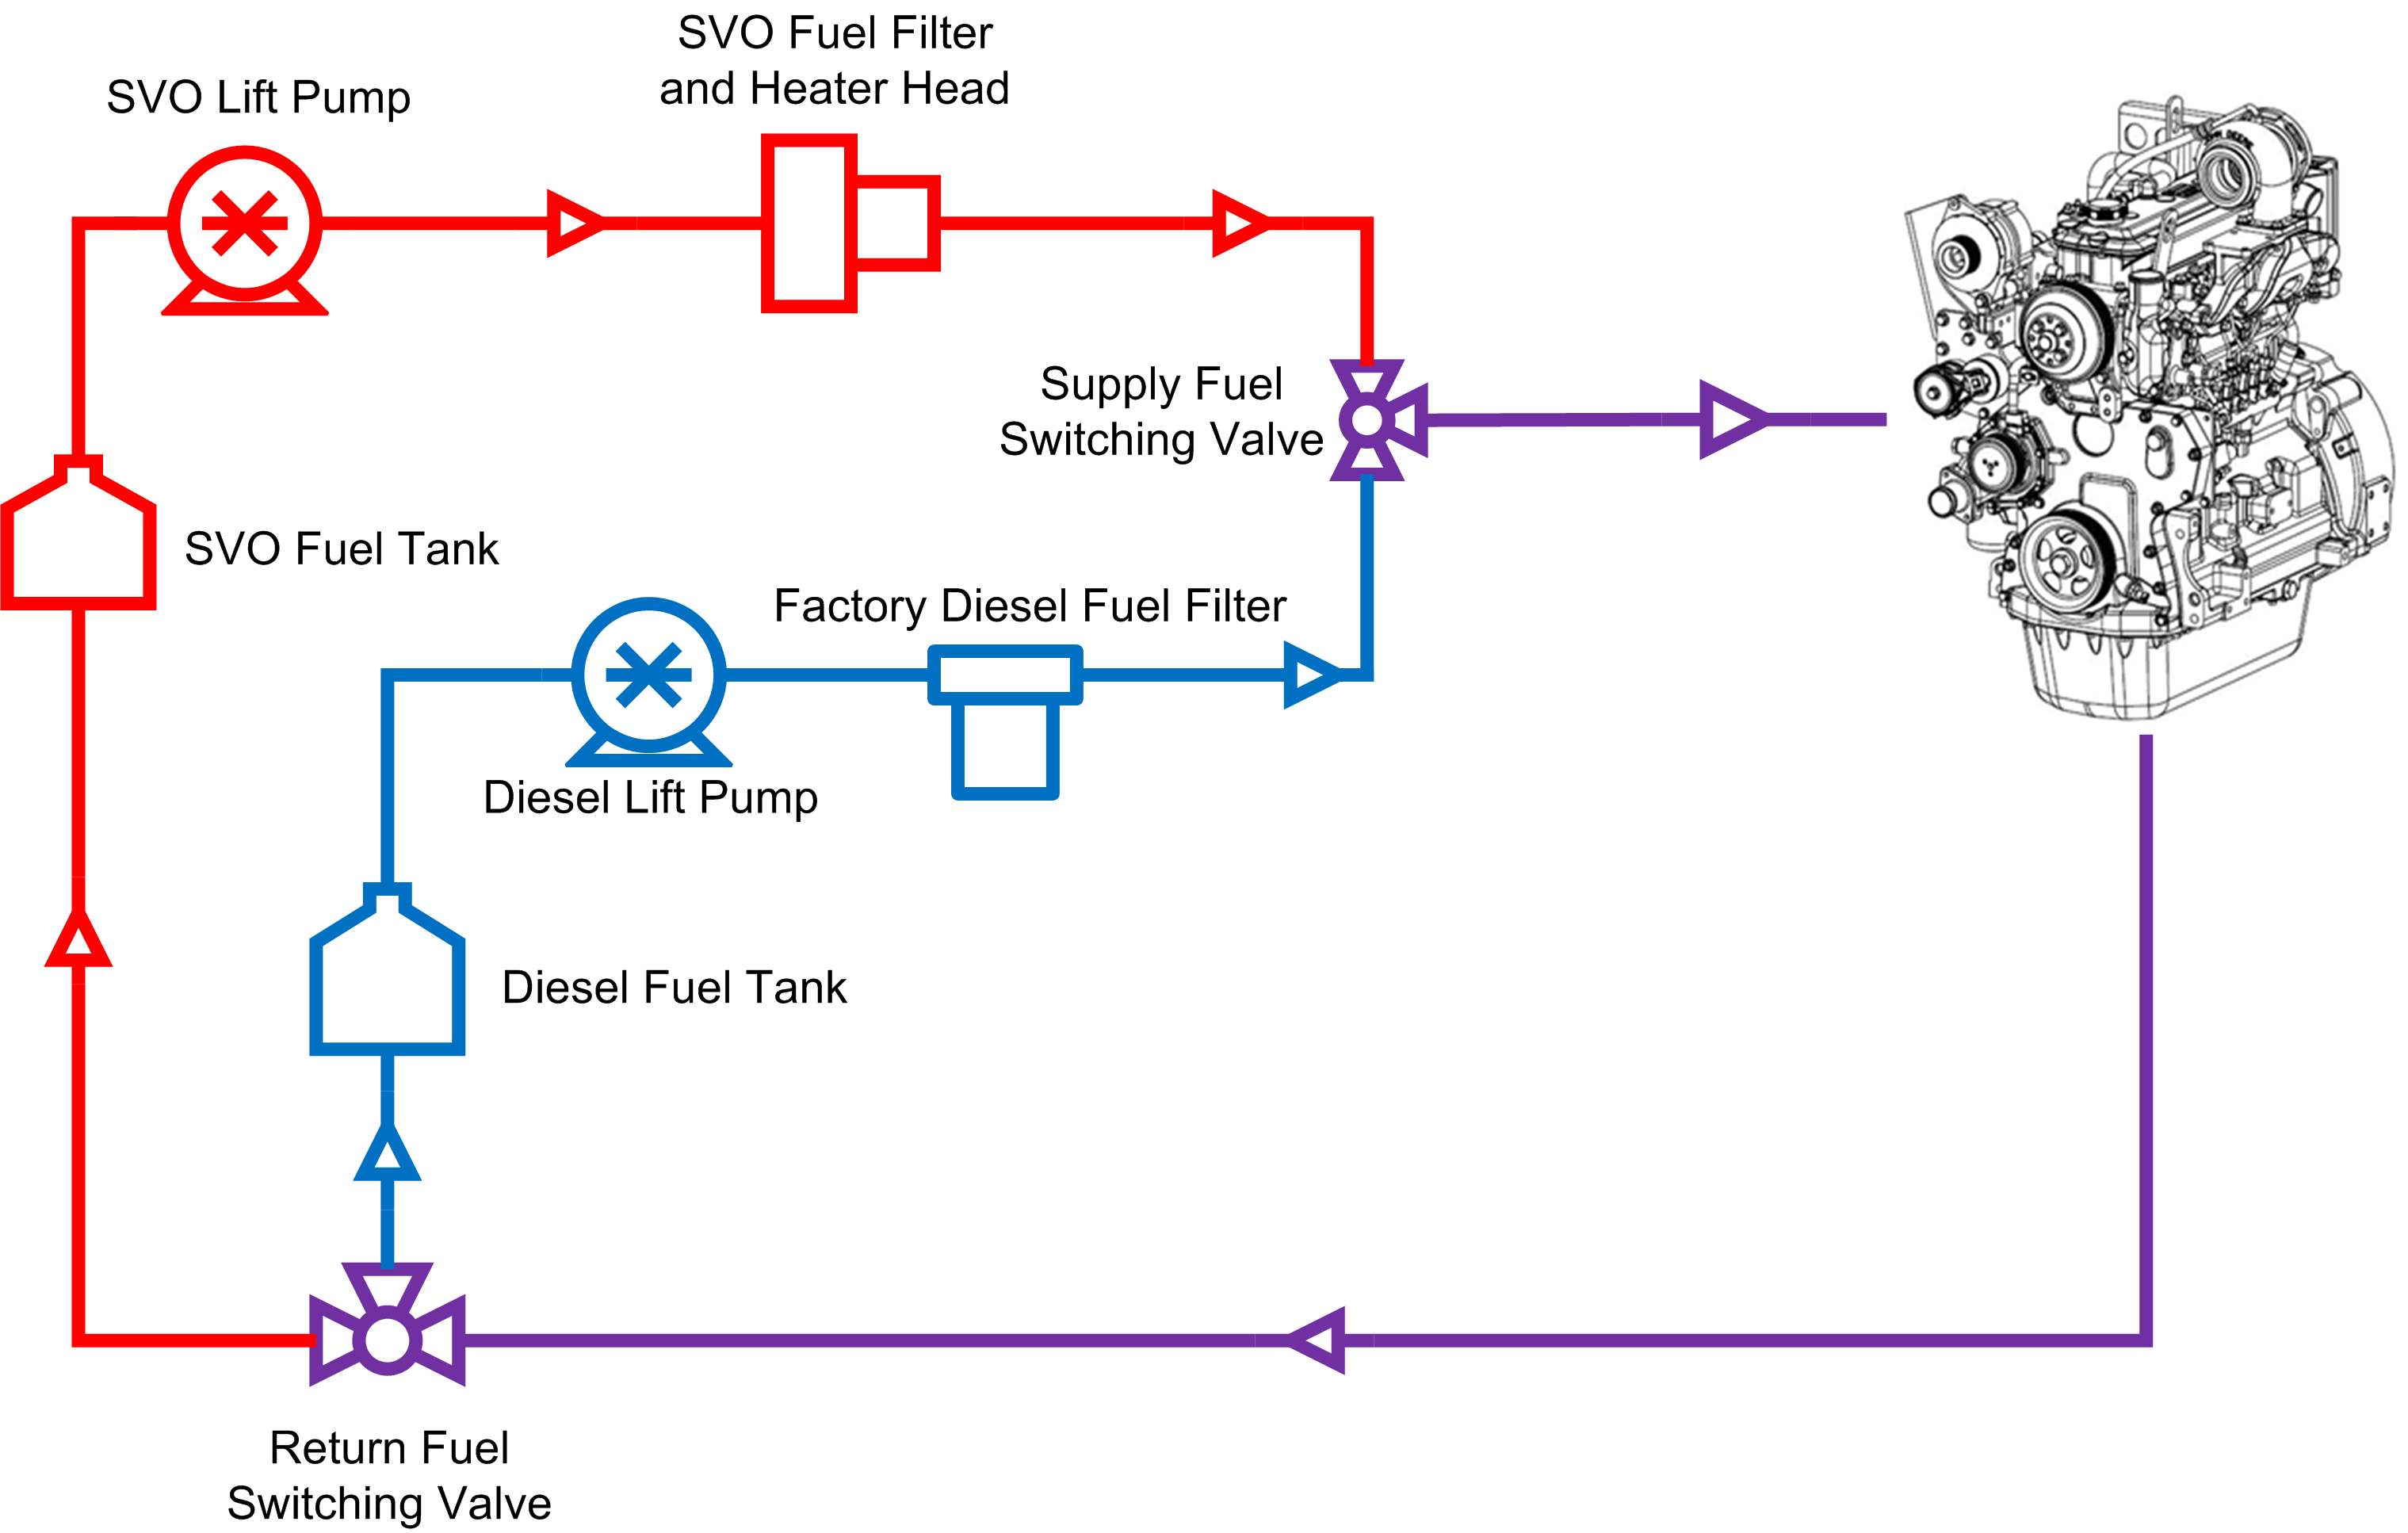 SVO Fuel Filter
and Heater Head
SVO Lift Pump
Supply Fuel
Switching Valve
SVO Fuel Tank
Factory Diesel Fuel Filter
Diesel Lift Pump
Diesel Fuel Tank
Return Fuel
Switching Valve